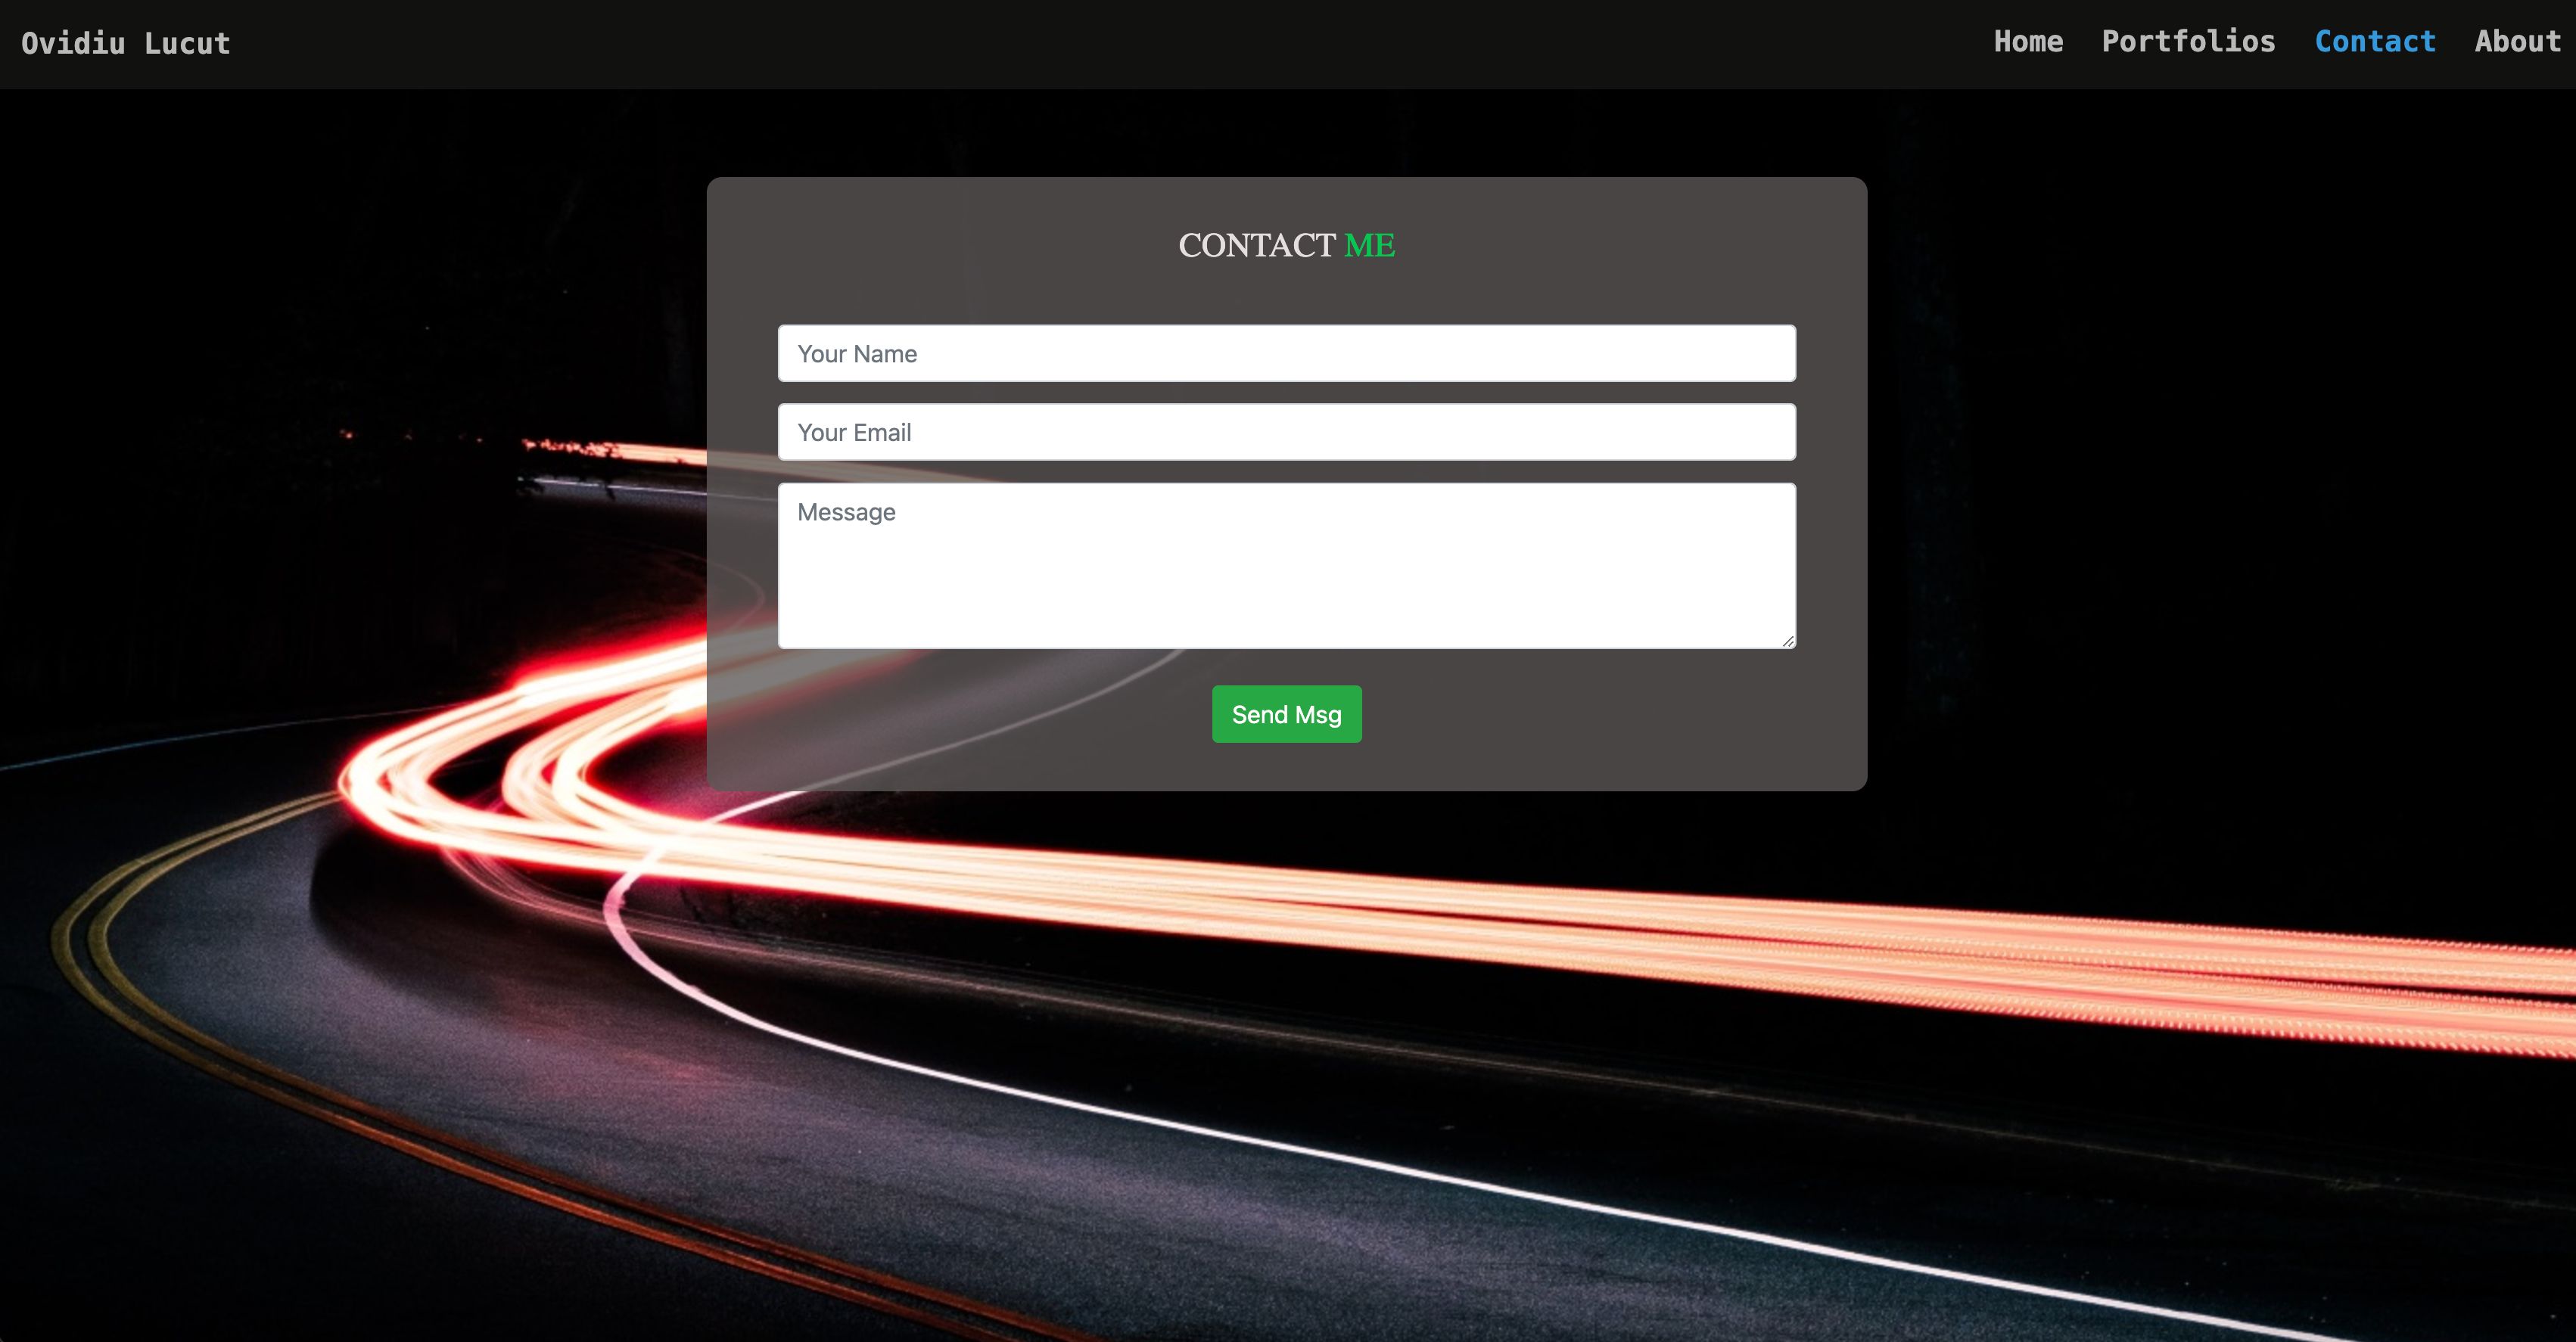 Ovidiu Lucut
Home Portfolios Contact About
CONTACT ME
Your Name
Your Email
Message
Send Msg